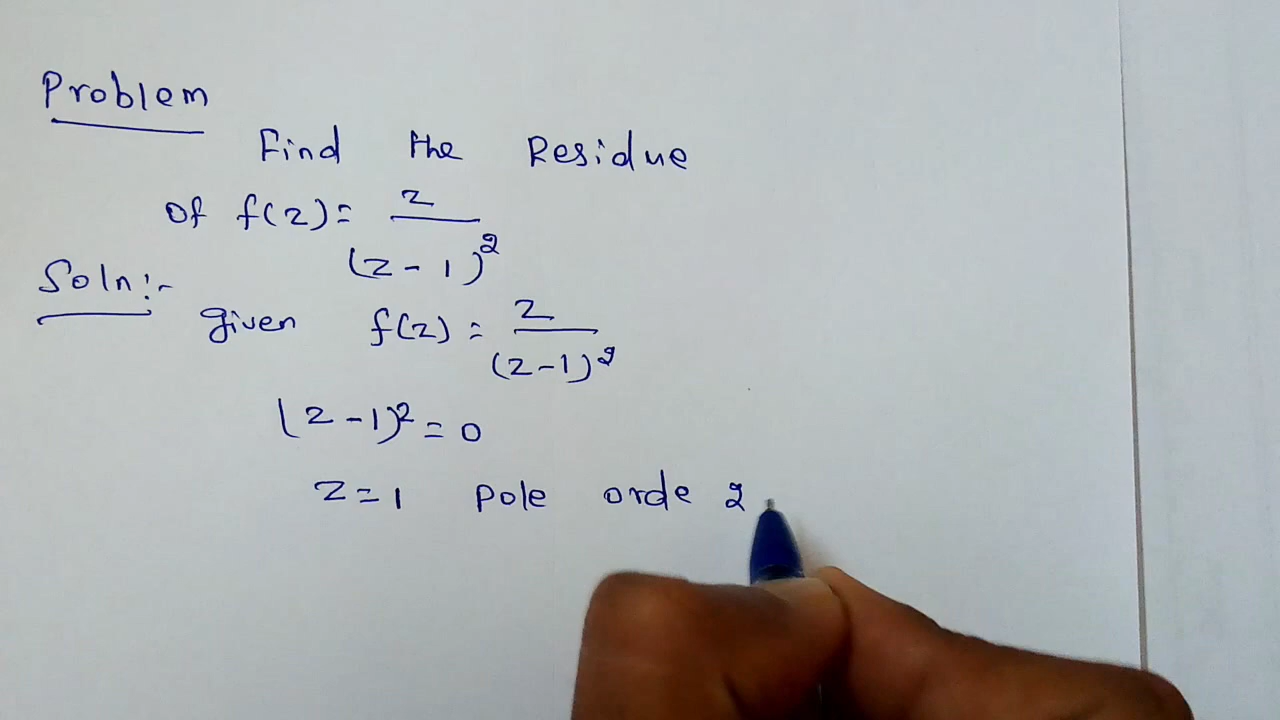 Problem
Find the Residue
of f(z) = z / (z - 1)²
Soln :-
given f(z) = z / (z-1)²
(z-1)² = 0
z = 1 pole orde 2